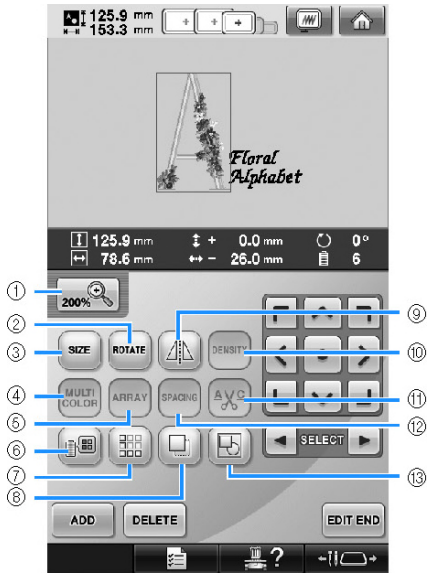 125.9 mm
153.3 mm
Floral
Alphabet
125.9 mm + 0.0 mm 0°
78.6 mm - 26.0 mm 6
① 200%
② ⑨
③ SIZE ROTATE DENSITY ⑩
④ MULTI COLOR ARRAY SPACING A C ⑪
⑤ ⑫
⑥ SELECT
⑦ ⑬
⑧
ADD DELETE EDIT END
?